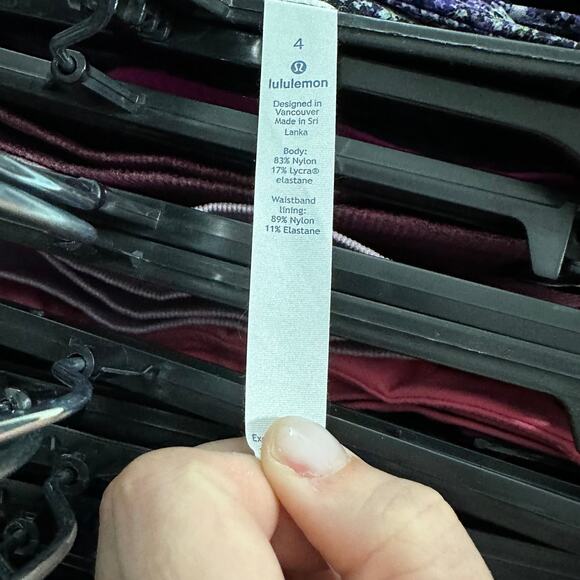 4
lululemon
Designed in
Vancouver
Made in Sri
Lanka
Body:
83% Nylon
17% Lycra®
elastane
Waistband
lining:
89% Nylon
11% Elastane